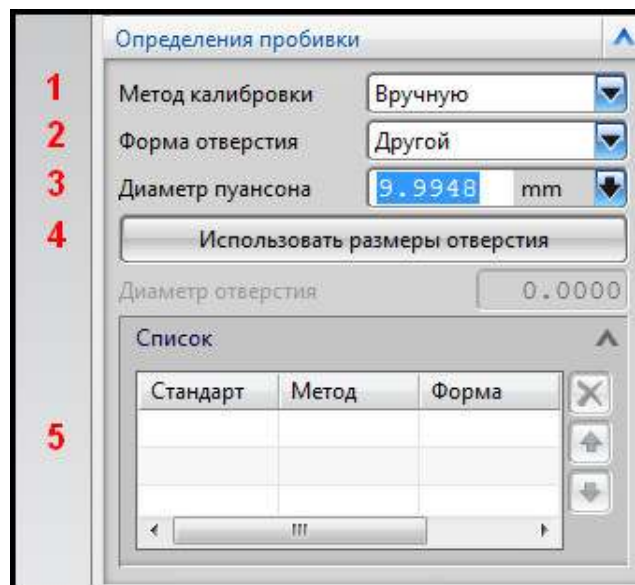 Определения пробивки
1 Метод калибровки Вручную
2 Форма отверстия Другой
3 Диаметр пуансона 9.9948 mm
4 Использовать размеры отверстия
Диаметр отверстия 0.0000
Список
Стандарт Метод Форма
5